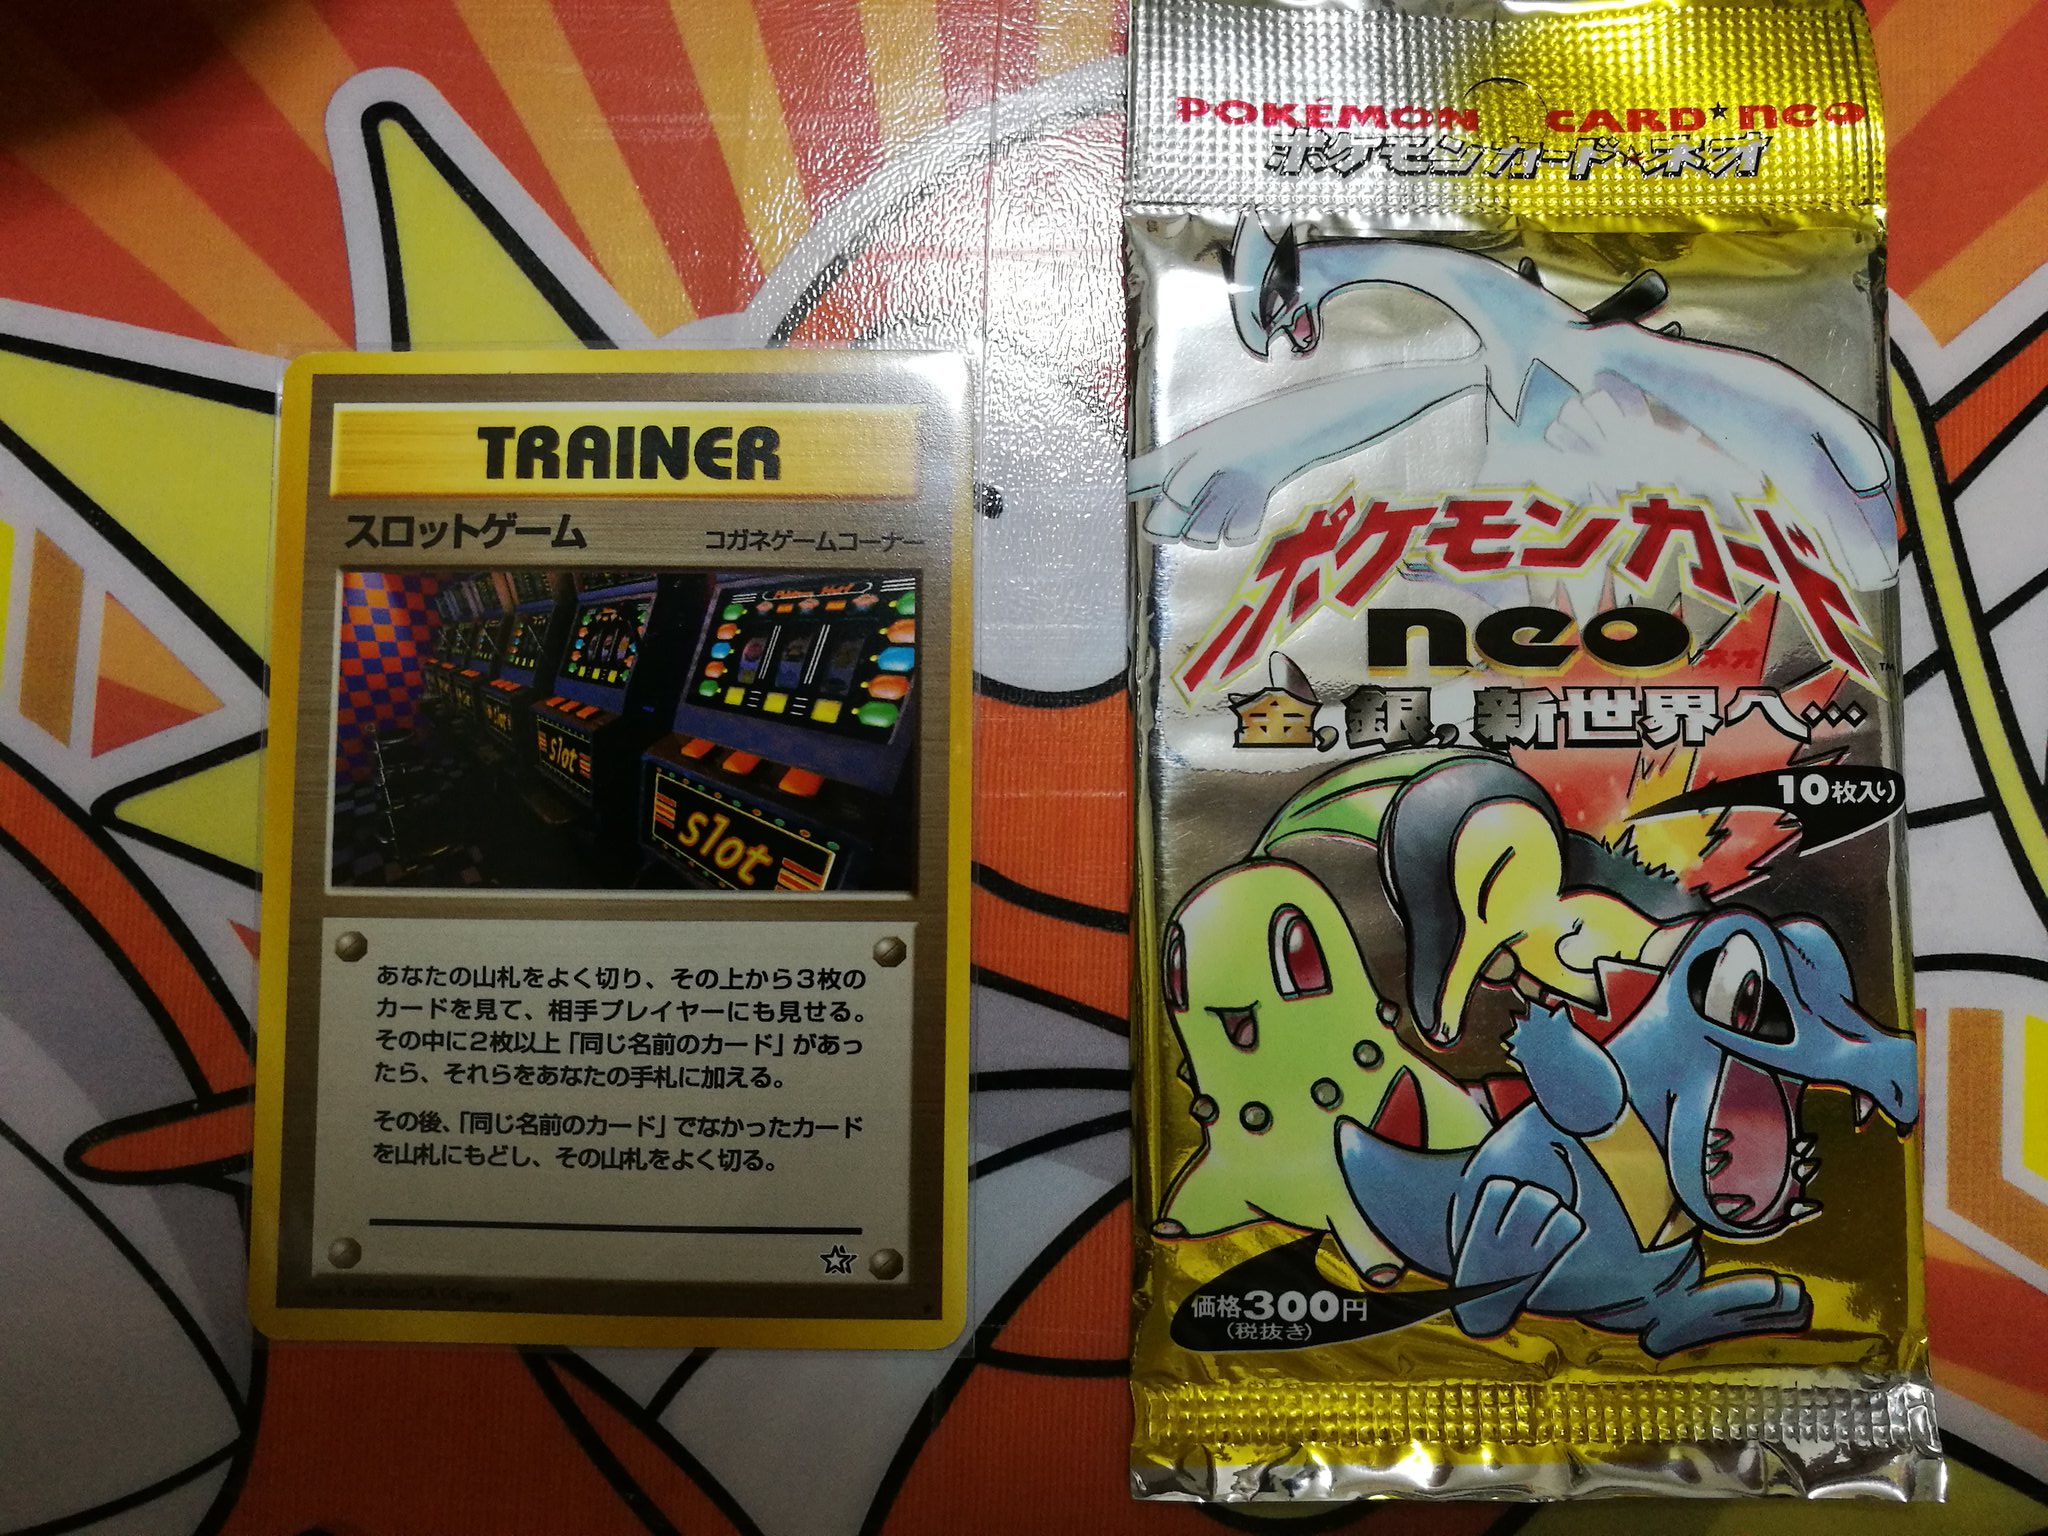 TRAINER
スロットゲーム
コガネゲームコーナー
slot
slot
あなたの山札をよく切り、その上から3枚の
カードを見て、相手プレイヤーにも見せる。
その中に2枚以上「同じ名前のカード」があっ
たら、それらをあなたの手札に加える。
その後、「同じ名前のカード」でなかったカード
を山札にもどし、その山札をよく切る。
POKÉMON CARD★neo
ポケモンカード★ネオ
ポケモンカード
neo ネオ
TM
金,銀,新世界へ…
10枚入り
価格300円
(税抜き)